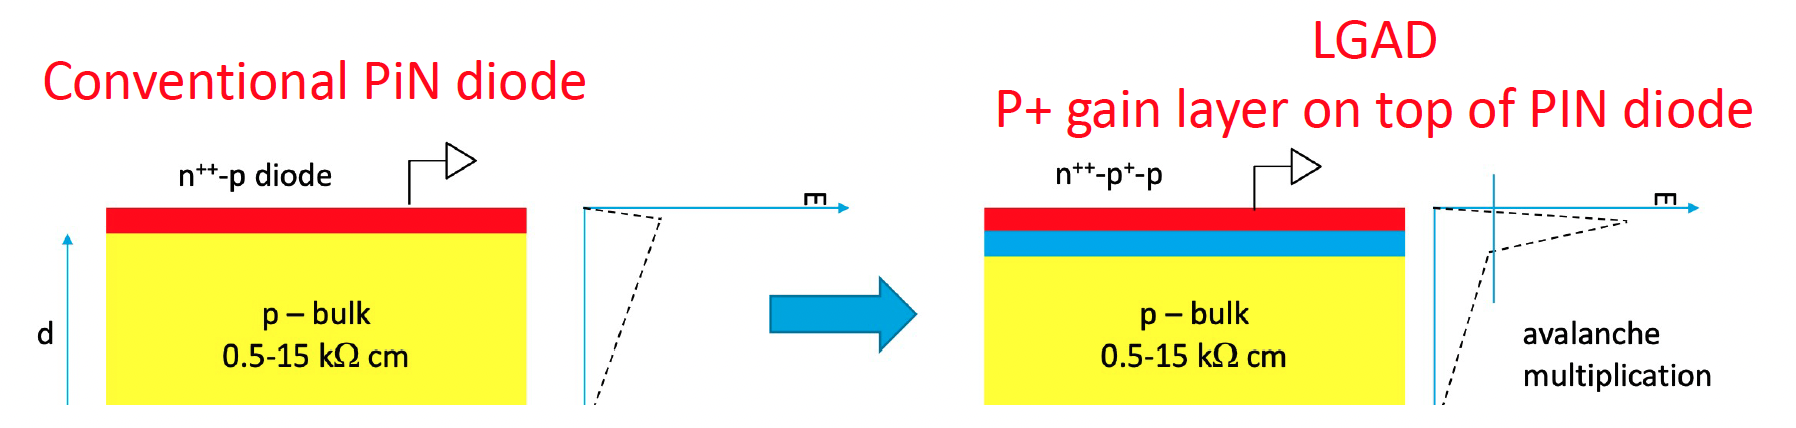 Conventional PiN diode
n⁺⁺-p diode
E
d
p – bulk
0.5-15 kΩ cm
LGAD
P+ gain layer on top of PIN diode
n⁺⁺-p⁺-p
E
p – bulk
0.5-15 kΩ cm
avalanche
multiplication